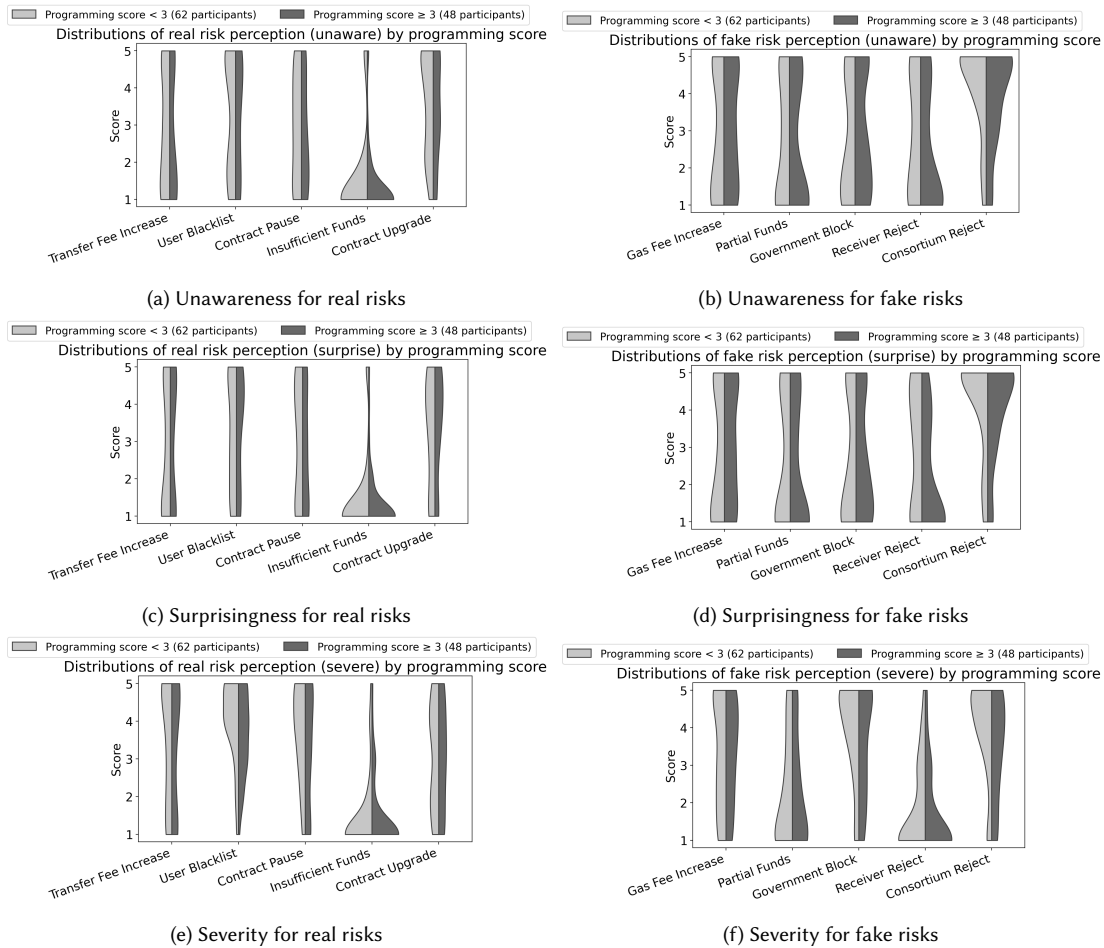 Programming score < 3 (62 participants) Programming score ≥ 3 (48 participants)
Distributions of real risk perception (unaware) by programming score
5
4
3
2
1
Score
Transfer Fee Increase
User Blacklist
Contract Pause
Insufficient Funds
Contract Upgrade
(a) Unawareness for real risks
Programming score < 3 (62 participants) Programming score ≥ 3 (48 participants)
Distributions of fake risk perception (unaware) by programming score
5
4
3
2
1
Score
Gas Fee Increase
Partial Funds
Government Block
Receiver Reject
Consortium Reject
(b) Unawareness for fake risks
Programming score < 3 (62 participants) Programming score ≥ 3 (48 participants)
Distributions of real risk perception (surprise) by programming score
5
4
3
2
1
Score
Transfer Fee Increase
User Blacklist
Contract Pause
Insufficient Funds
Contract Upgrade
(c) Surprisingness for real risks
Programming score < 3 (62 participants) Programming score ≥ 3 (48 participants)
Distributions of fake risk perception (surprise) by programming score
5
4
3
2
1
Score
Gas Fee Increase
Partial Funds
Government Block
Receiver Reject
Consortium Reject
(d) Surprisingness for fake risks
Programming score < 3 (62 participants) Programming score ≥ 3 (48 participants)
Distributions of real risk perception (severe) by programming score
5
4
3
2
1
Score
Transfer Fee Increase
User Blacklist
Contract Pause
Insufficient Funds
Contract Upgrade
(e) Severity for real risks
Programming score < 3 (62 participants) Programming score ≥ 3 (48 participants)
Distributions of fake risk perception (severe) by programming score
5
4
3
2
1
Score
Gas Fee Increase
Partial Funds
Government Block
Receiver Reject
Consortium Reject
(f) Severity for fake risks